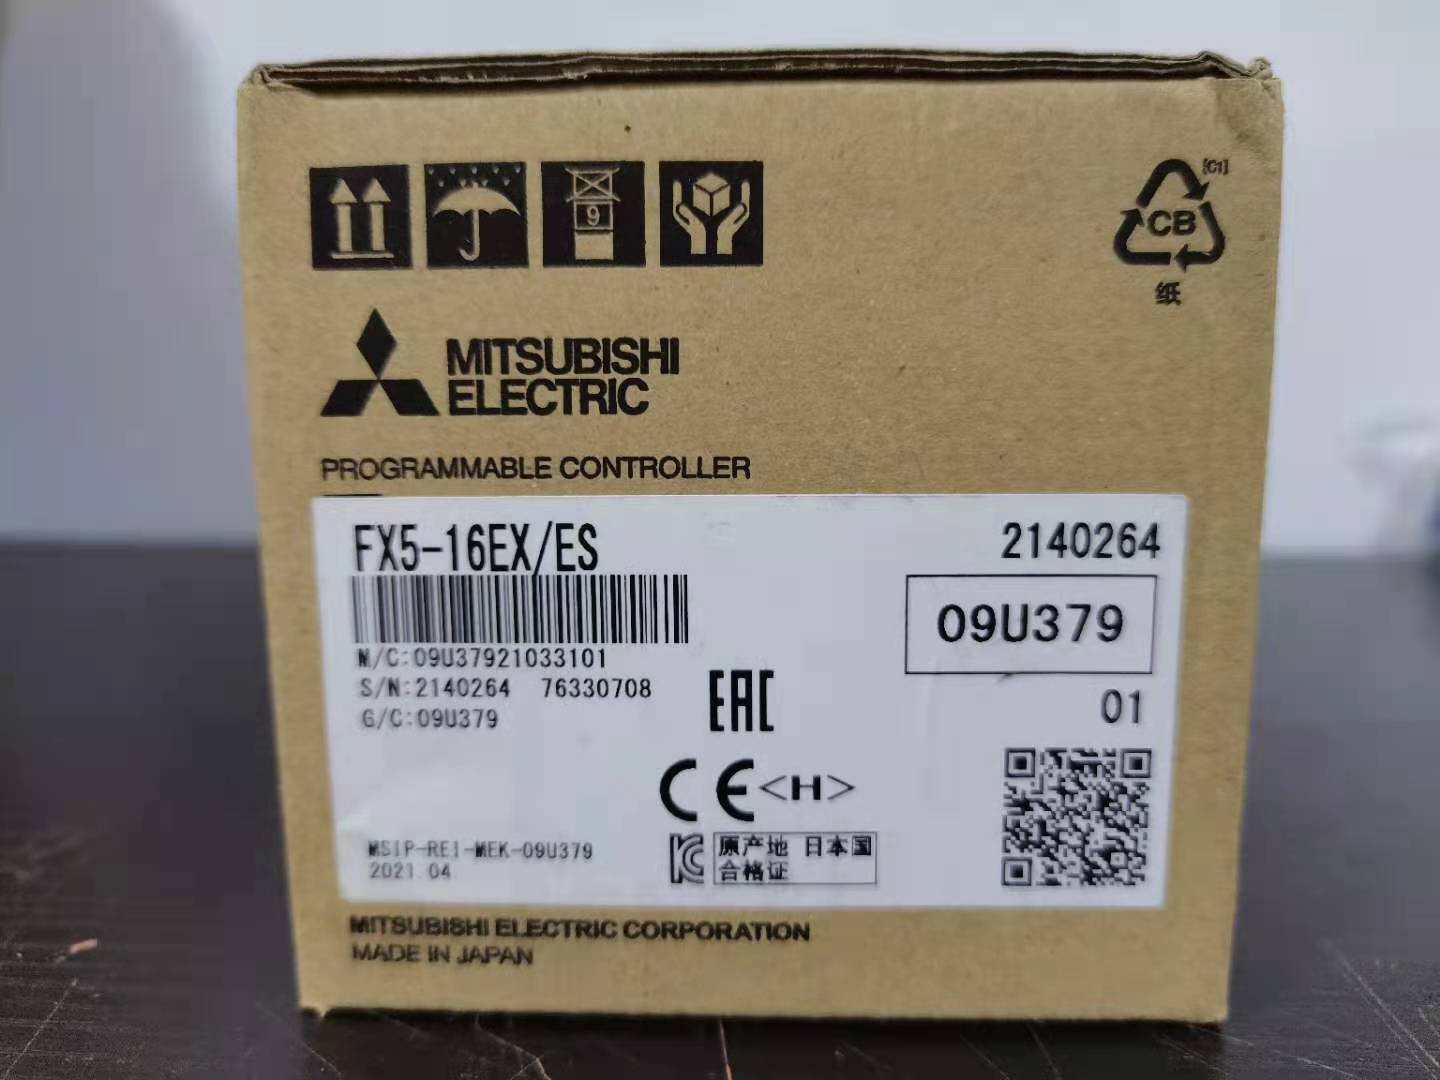 [C1]
CB
纸
9
MITSUBISHI
ELECTRIC
PROGRAMMABLE CONTROLLER
FX5-16EX/ES 2140264
09U379
M/C:09U37921033101
S/N:2140264 76330708
G/C:09U379
EAC
01
CE <H>
原产地 日本国
合格证
MSIP-REI-MEK-09U379
2021.04
MITSUBISHI ELECTRIC CORPORATION
MADE IN JAPAN